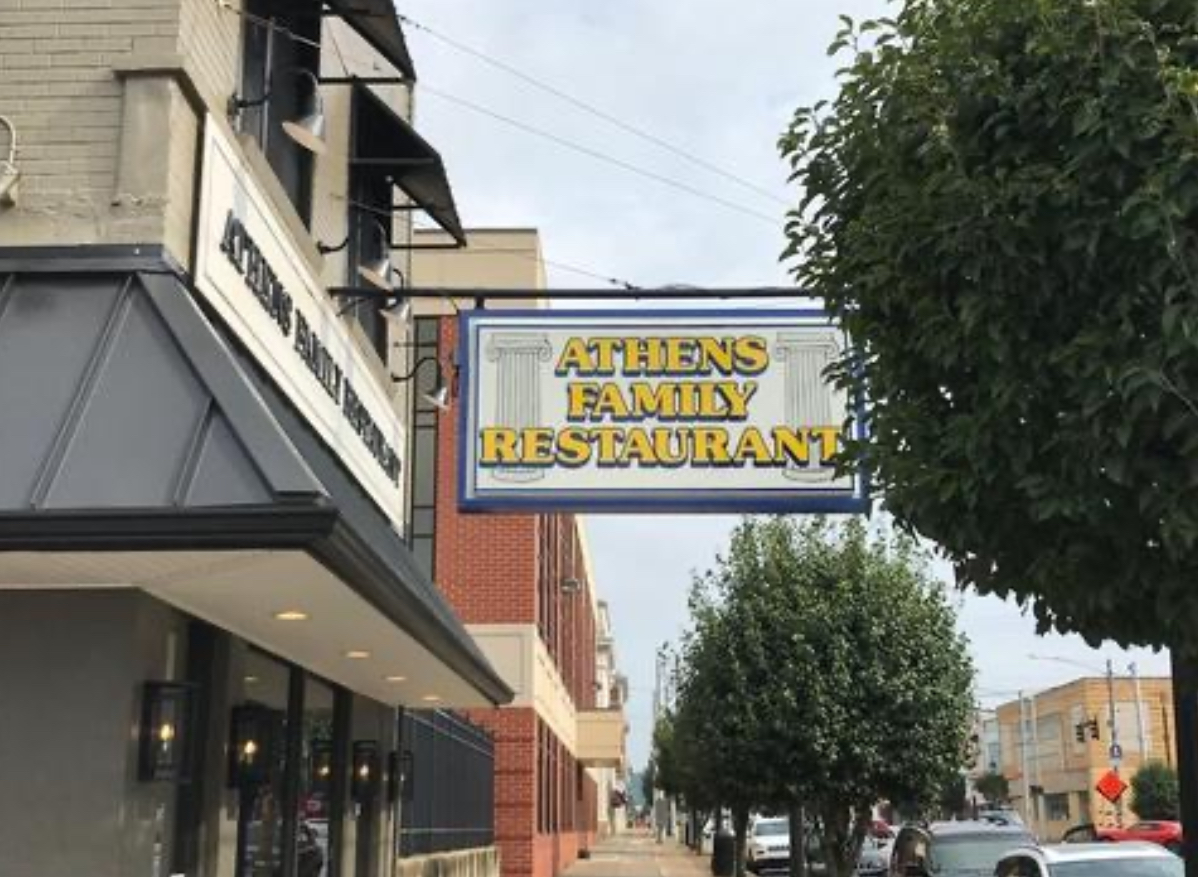 ATHENS FAMILY RESTAURANT
ATHENS
FAMILY
RESTAURANT